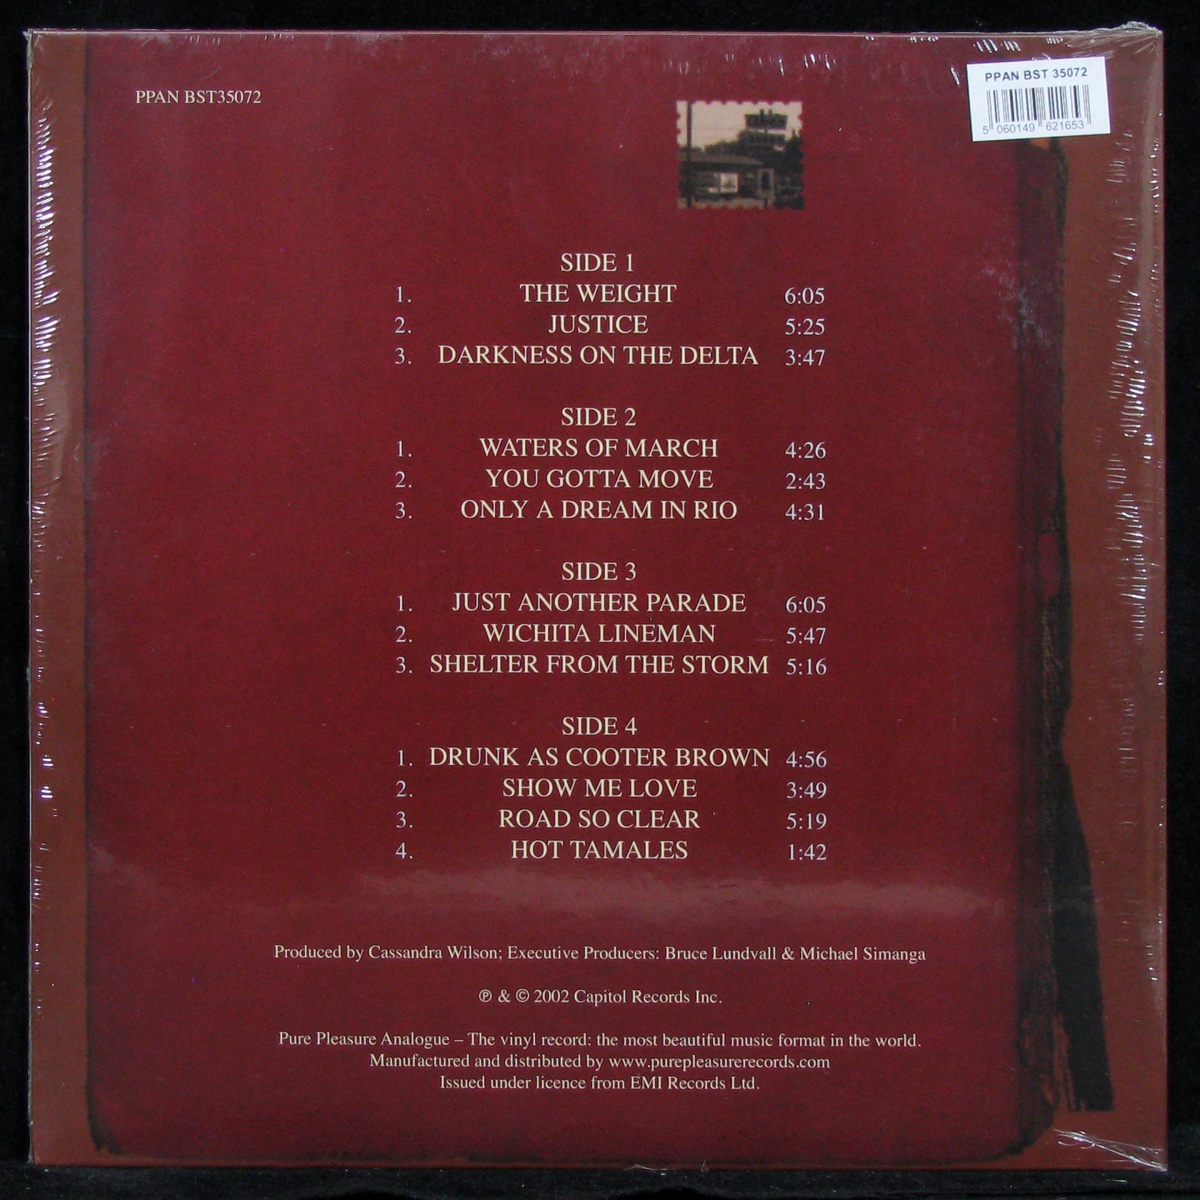 PPAN BST35072
PPAN BST 35072
5 060149 621653
SIDE 1
1. THE WEIGHT 6:05
2. JUSTICE 5:25
3. DARKNESS ON THE DELTA 3:47
SIDE 2
1. WATERS OF MARCH 4:26
2. YOU GOTTA MOVE 2:43
3. ONLY A DREAM IN RIO 4:31
SIDE 3
1. JUST ANOTHER PARADE 6:05
2. WICHITA LINEMAN 5:47
3. SHELTER FROM THE STORM 5:16
SIDE 4
1. DRUNK AS COOTER BROWN 4:56
2. SHOW ME LOVE 3:49
3. ROAD SO CLEAR 5:19
4. HOT TAMALES 1:42
Produced by Cassandra Wilson; Executive Producers: Bruce Lundvall & Michael Simanga
℗ & © 2002 Capitol Records Inc.
Pure Pleasure Analogue – The vinyl record: the most beautiful music format in the world.
Manufactured and distributed by www.purepleasurerecords.com
Issued under licence from EMI Records Ltd.